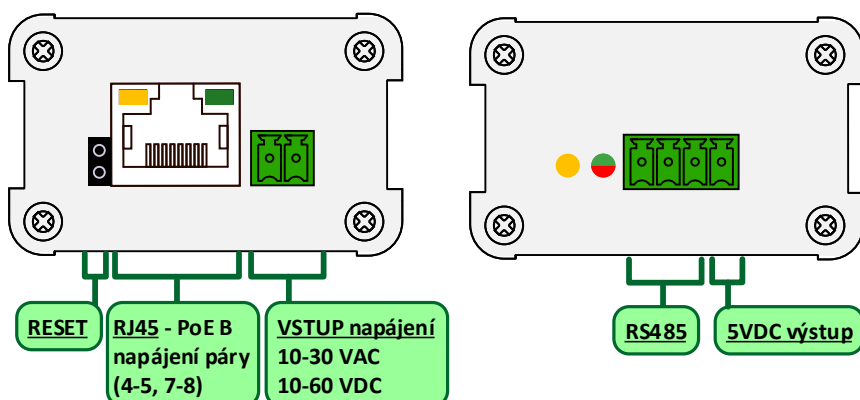 RESET
RJ45 - PoE B
napájení páry
(4-5, 7-8)
VSTUP napájení
10-30 VAC
10-60 VDC
RS485
5VDC výstup